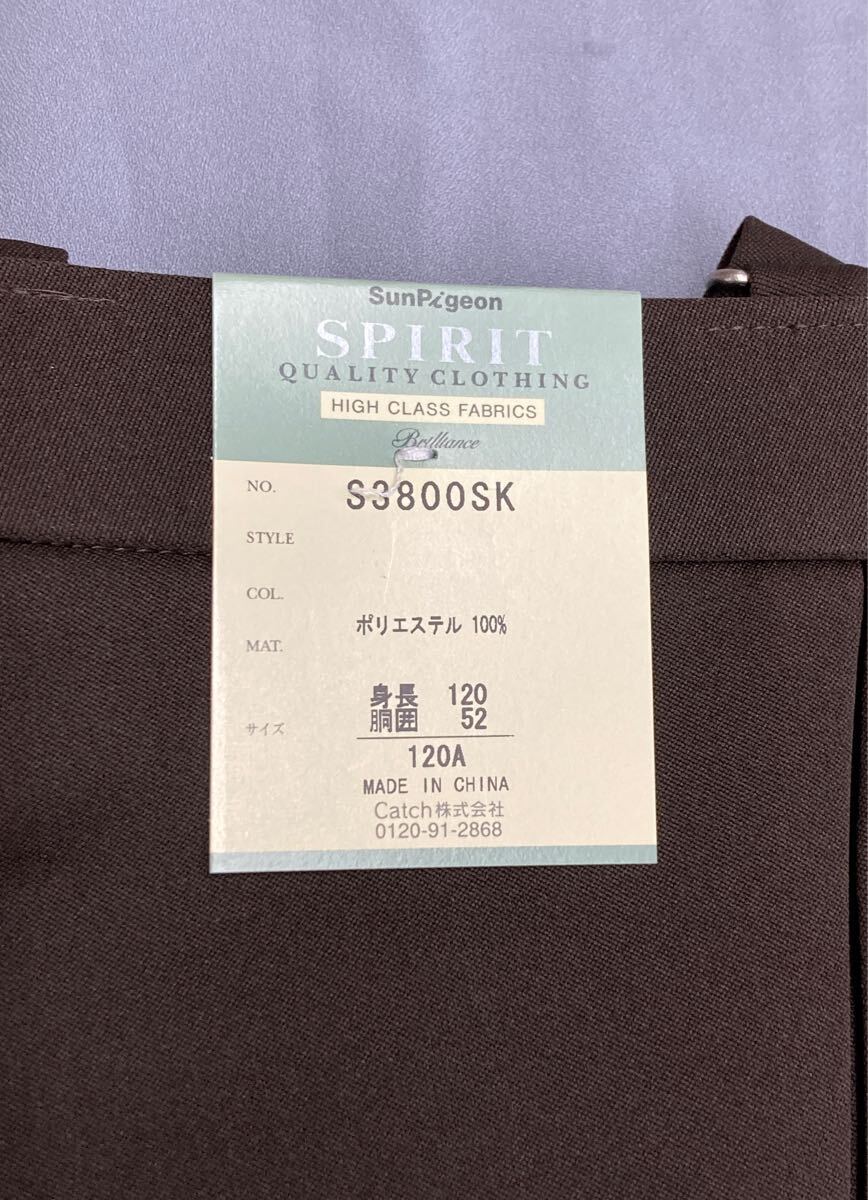 SunPigeon
SPIRIT
QUALITY CLOTHING
HIGH CLASS FABRICS
Brilliance
NO. S3800SK
STYLE
COL.
ポリエステル 100%
MAT.
身長 120
胴囲 52
サイズ
120A
MADE IN CHINA
Catch株式会社
0120-91-2868